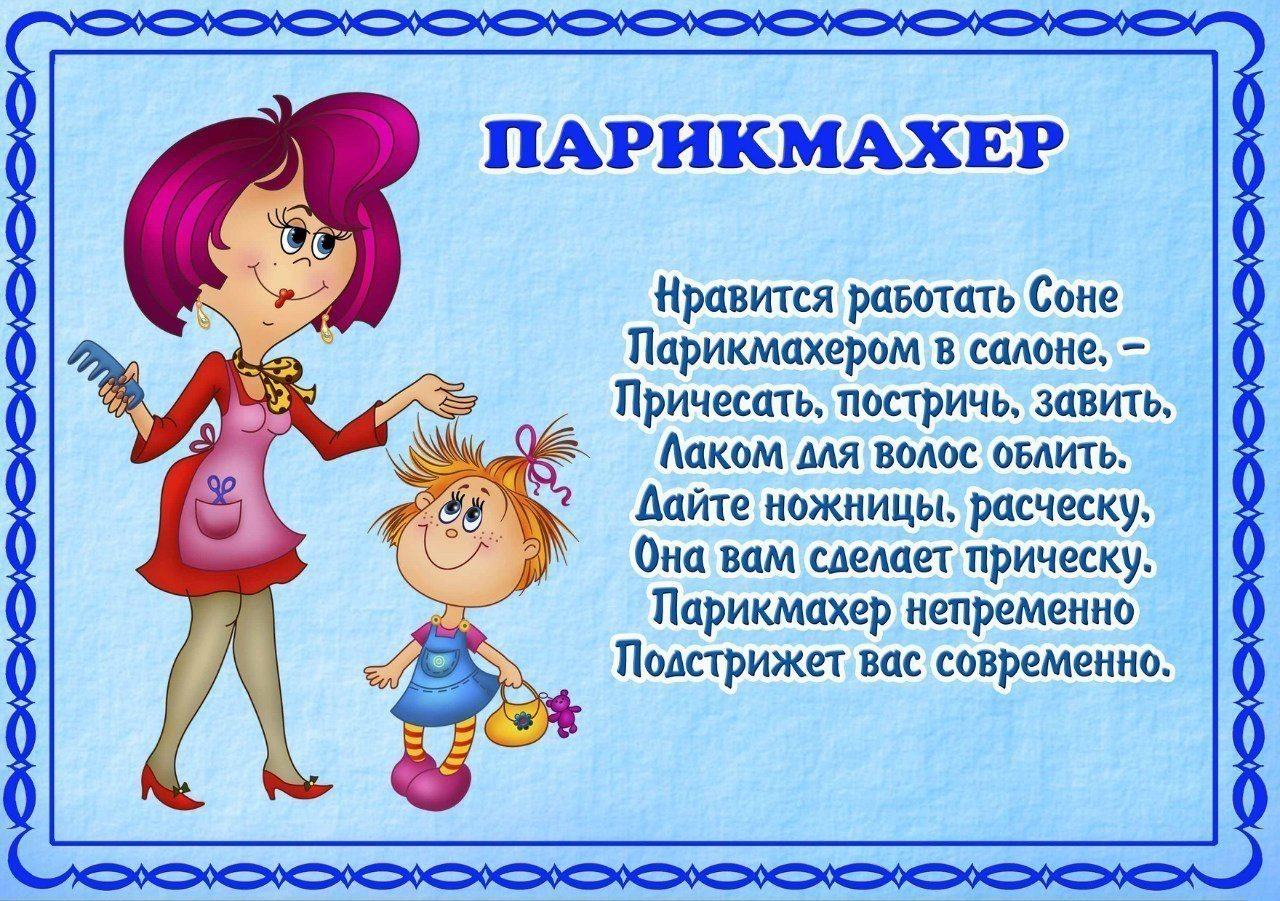 ПАРИКМАХЕР
Нравится работать Соне
Парикмахером в салоне, –
Причесать, постричь, завить,
Лаком для волос облить.
Дайте ножницы, расческу,
Она вам сделает прическу.
Парикмахер непременно
Подстрижет вас современно.